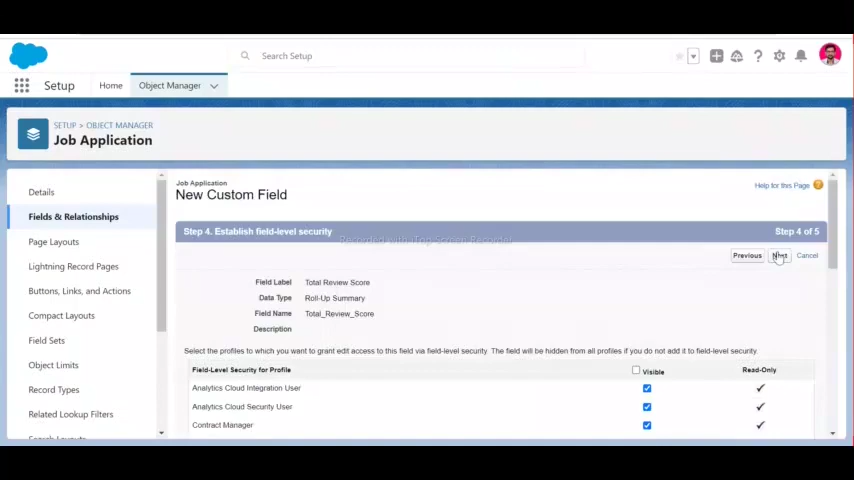 Search Setup
Setup
Home
Object Manager
SETUP > OBJECT MANAGER
Job Application
Details
Fields & Relationships
Page Layouts
Lightning Record Pages
Buttons, Links, and Actions
Compact Layouts
Field Sets
Object Limits
Record Types
Related Lookup Filters
Search Layouts
Job Application
New Custom Field
Help for this Page
Step 4. Establish field-level security
Step 4 of 5
Recorded with iTop Screen Recorder
Previous
Next
Cancel
Field Label Total Review Score
Data Type Roll-Up Summary
Field Name Total_Review_Score
Description
Select the profiles to which you want to grant edit access to this field via field-level security. The field will be hidden from all profiles if you do not add it to field-level security.
Field-Level Security for Profile Visible Read-Only
Analytics Cloud Integration User
Analytics Cloud Security User
Contract Manager